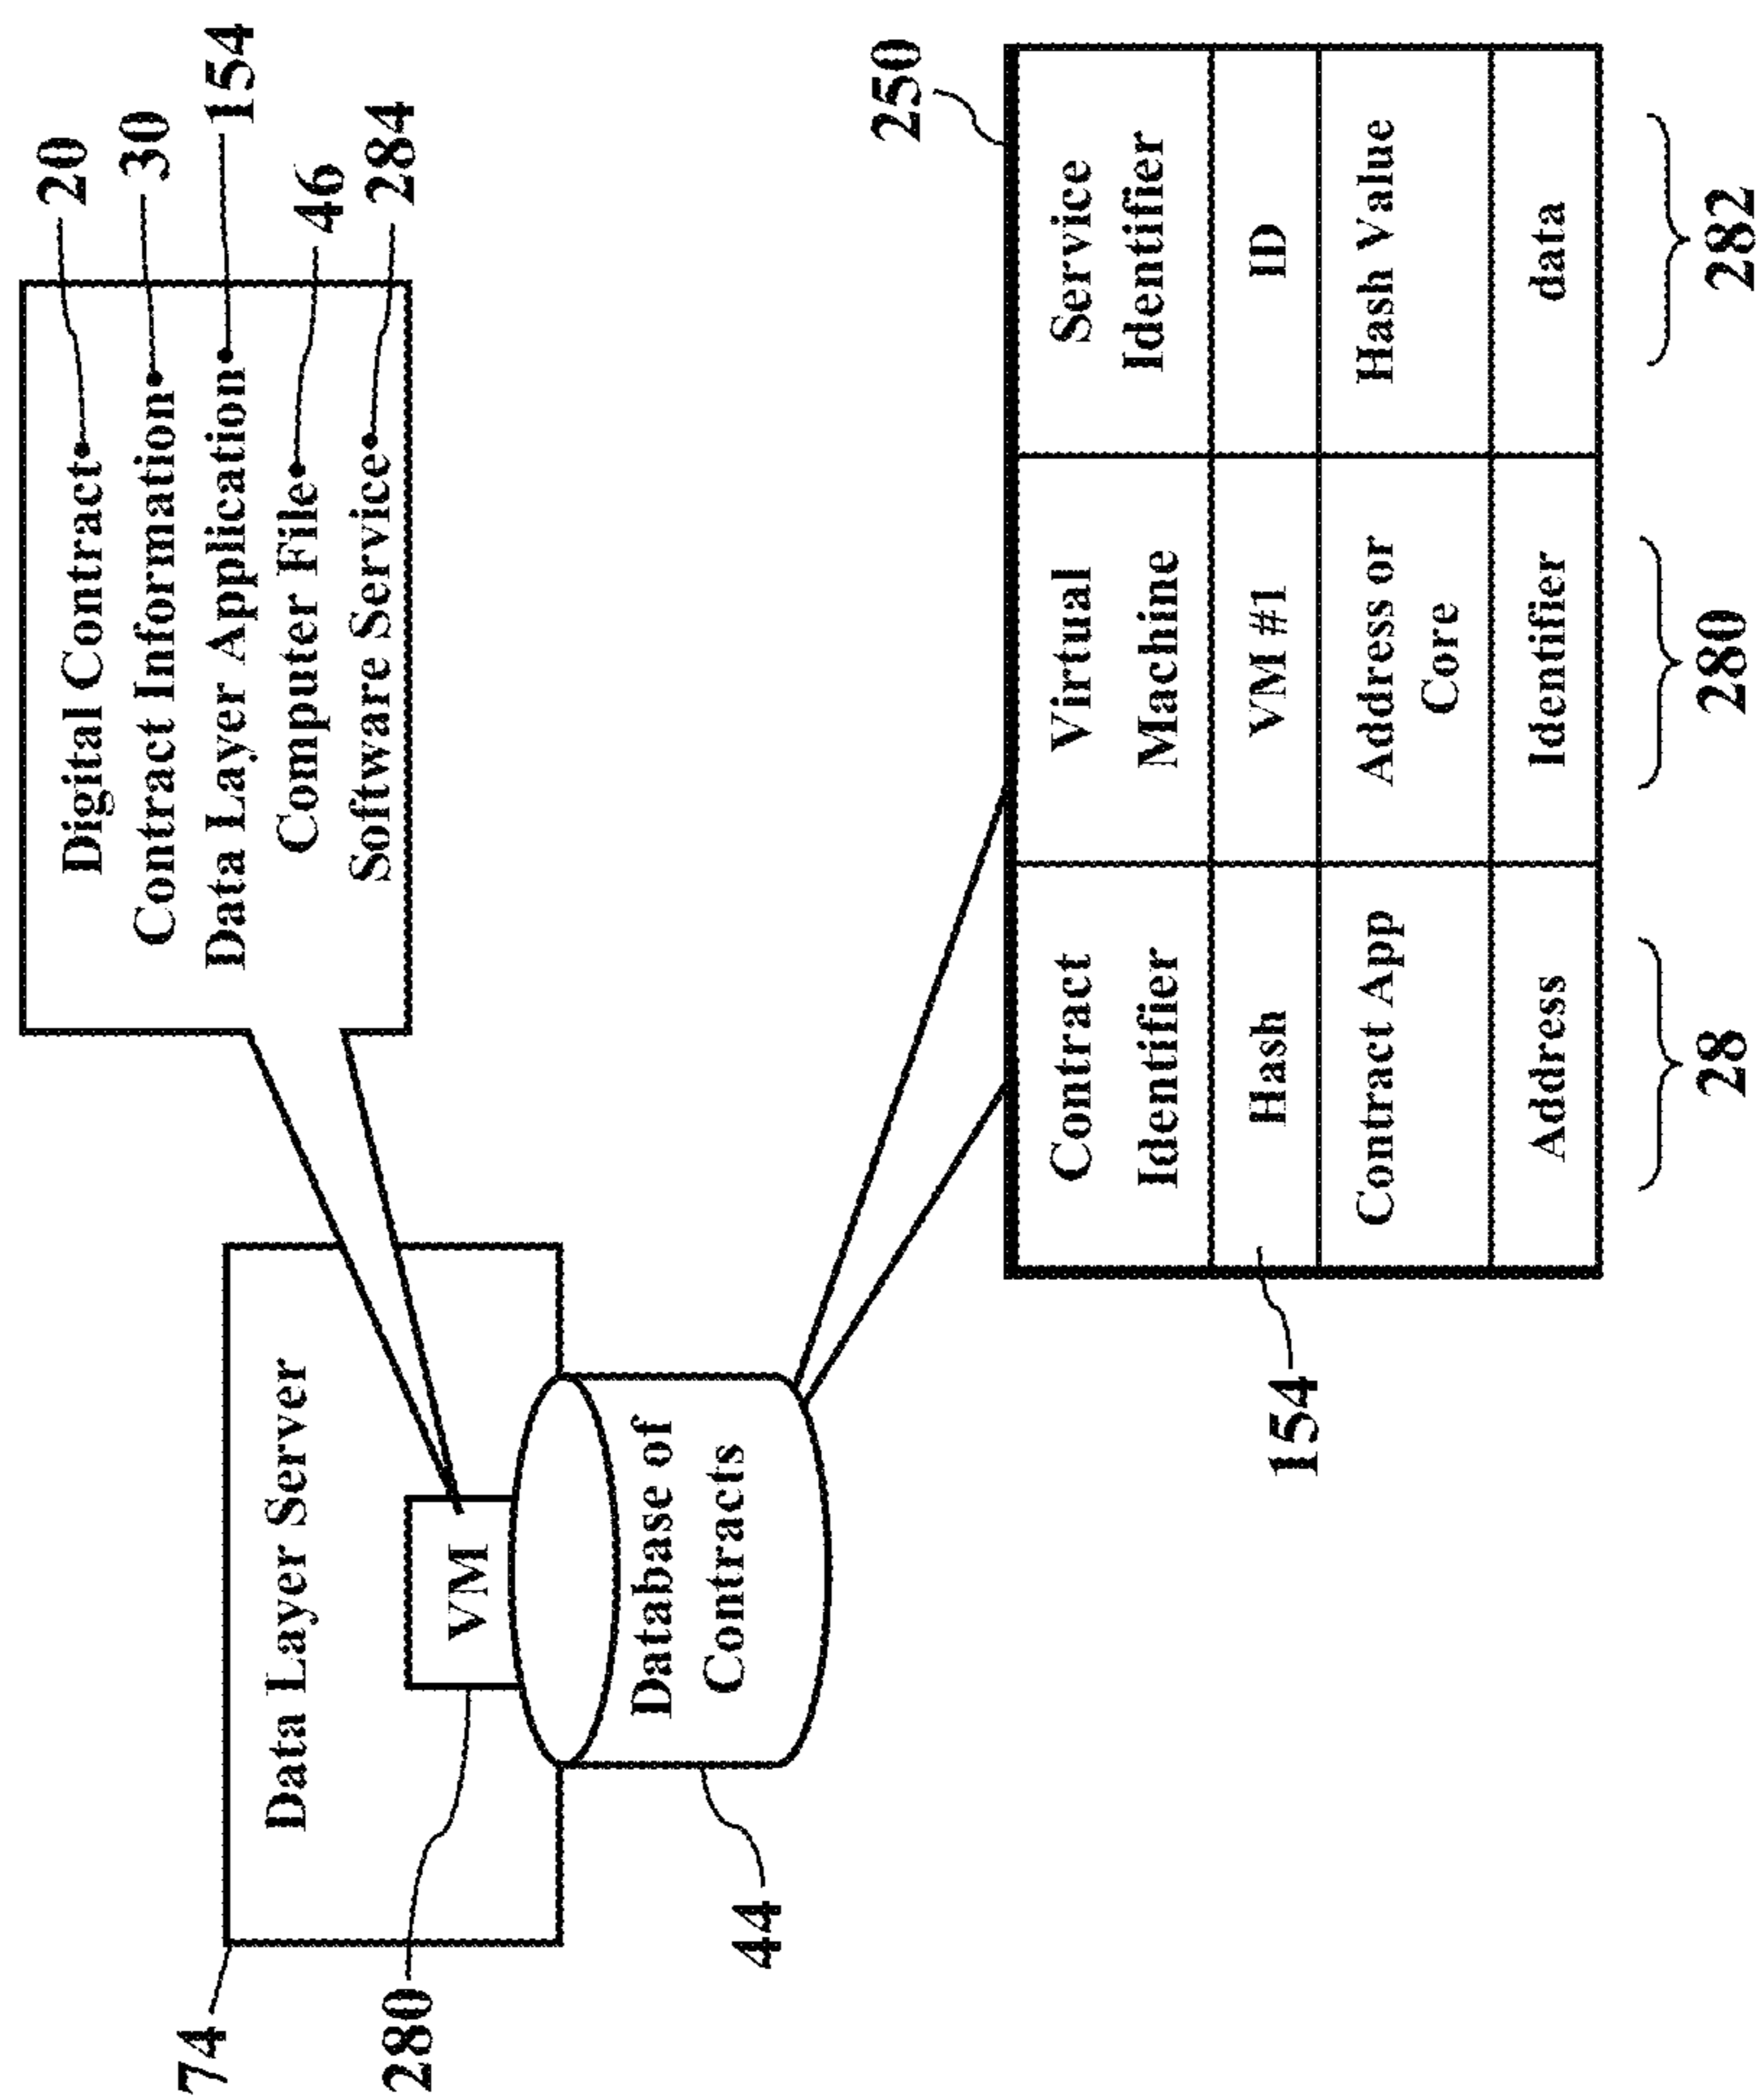 74
Data Layer Server
280
VM
44
Database of
Contracts
Digital Contract
Contract Information
Data Layer Application
Computer File
Software Service
20
30
154
46
284
250
Contract
Identifier
Virtual
Machine
Service
Identifier
Hash
VM #1
ID
Contract App
Address or
Core
Hash Value
Address
Identifier
data
154
28
280
282